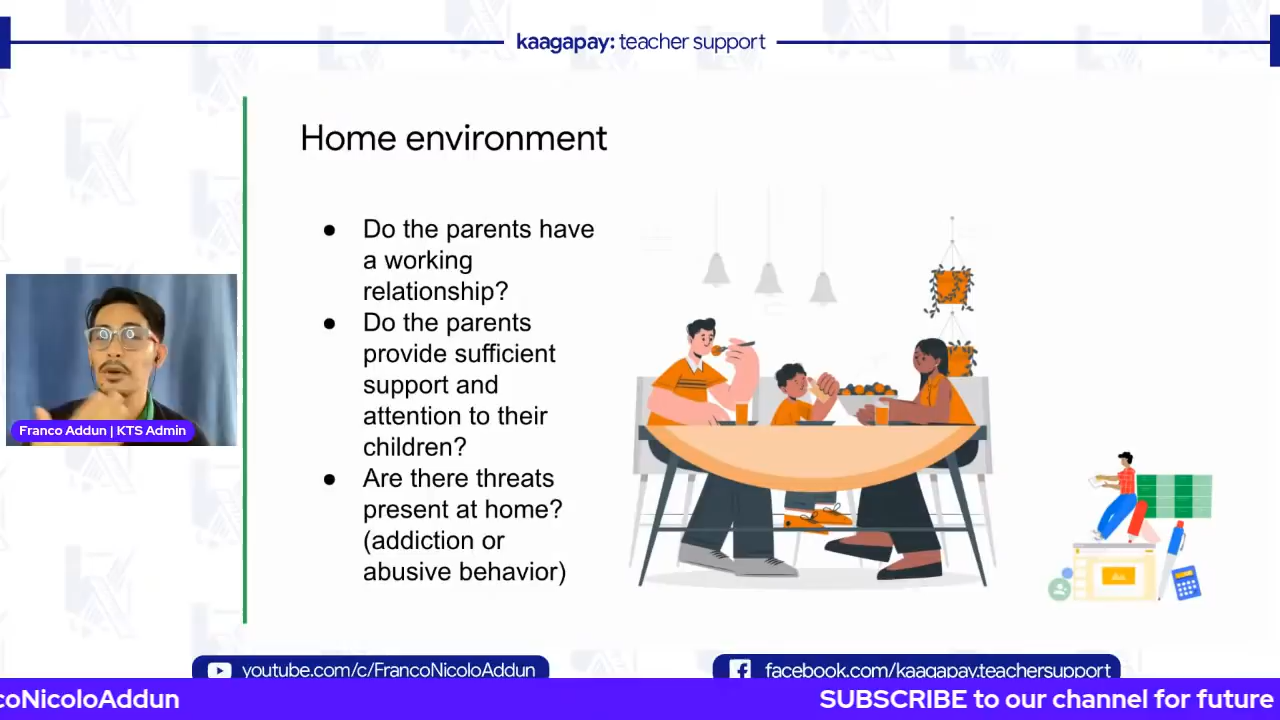 kaagapay: teacher support
Home environment
● Do the parents have
a working
relationship?
● Do the parents
provide sufficient
support and
attention to their
children?
● Are there threats
present at home?
(addiction or
abusive behavior)
Franco Addun | KTS Admin
youtube.com/c/FrancoNicoloAddun
facebook.com/kaagapay.teachersupport
coNicoloAddun
SUBSCRIBE to our channel for future